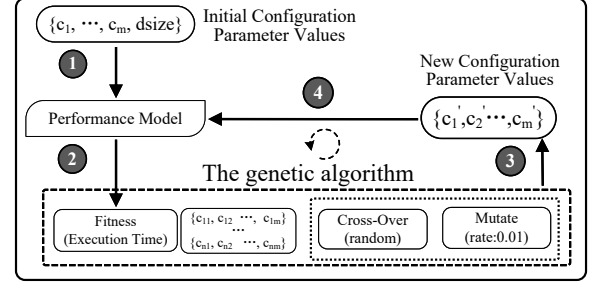 {c1, ···, cm, dsize}
Initial Configuration
Parameter Values
1
New Configuration
Parameter Values
4
Performance Model
{c1',c2'···,cm'}
2
3
The genetic algorithm
Fitness
(Execution Time)
{c11, c12 ···, c1m}
···
{cn1, cn2 ···, cnm}
Cross-Over
(random)
Mutate
(rate:0.01)